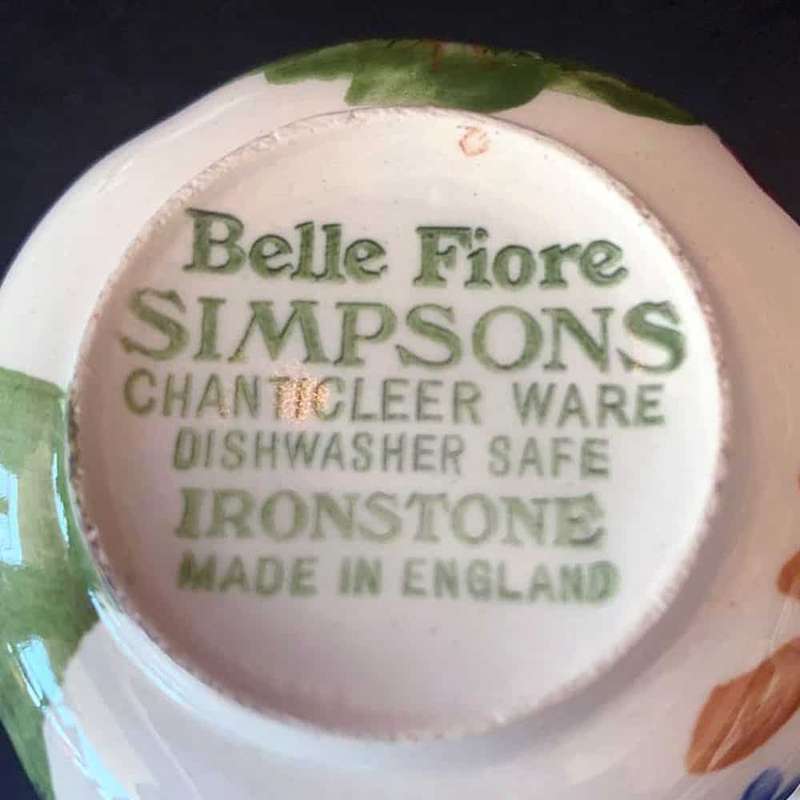 Belle Fiore
SIMPSONS
CHANTICLEER WARE
DISHWASHER SAFE
IRONSTONE
MADE IN ENGLAND